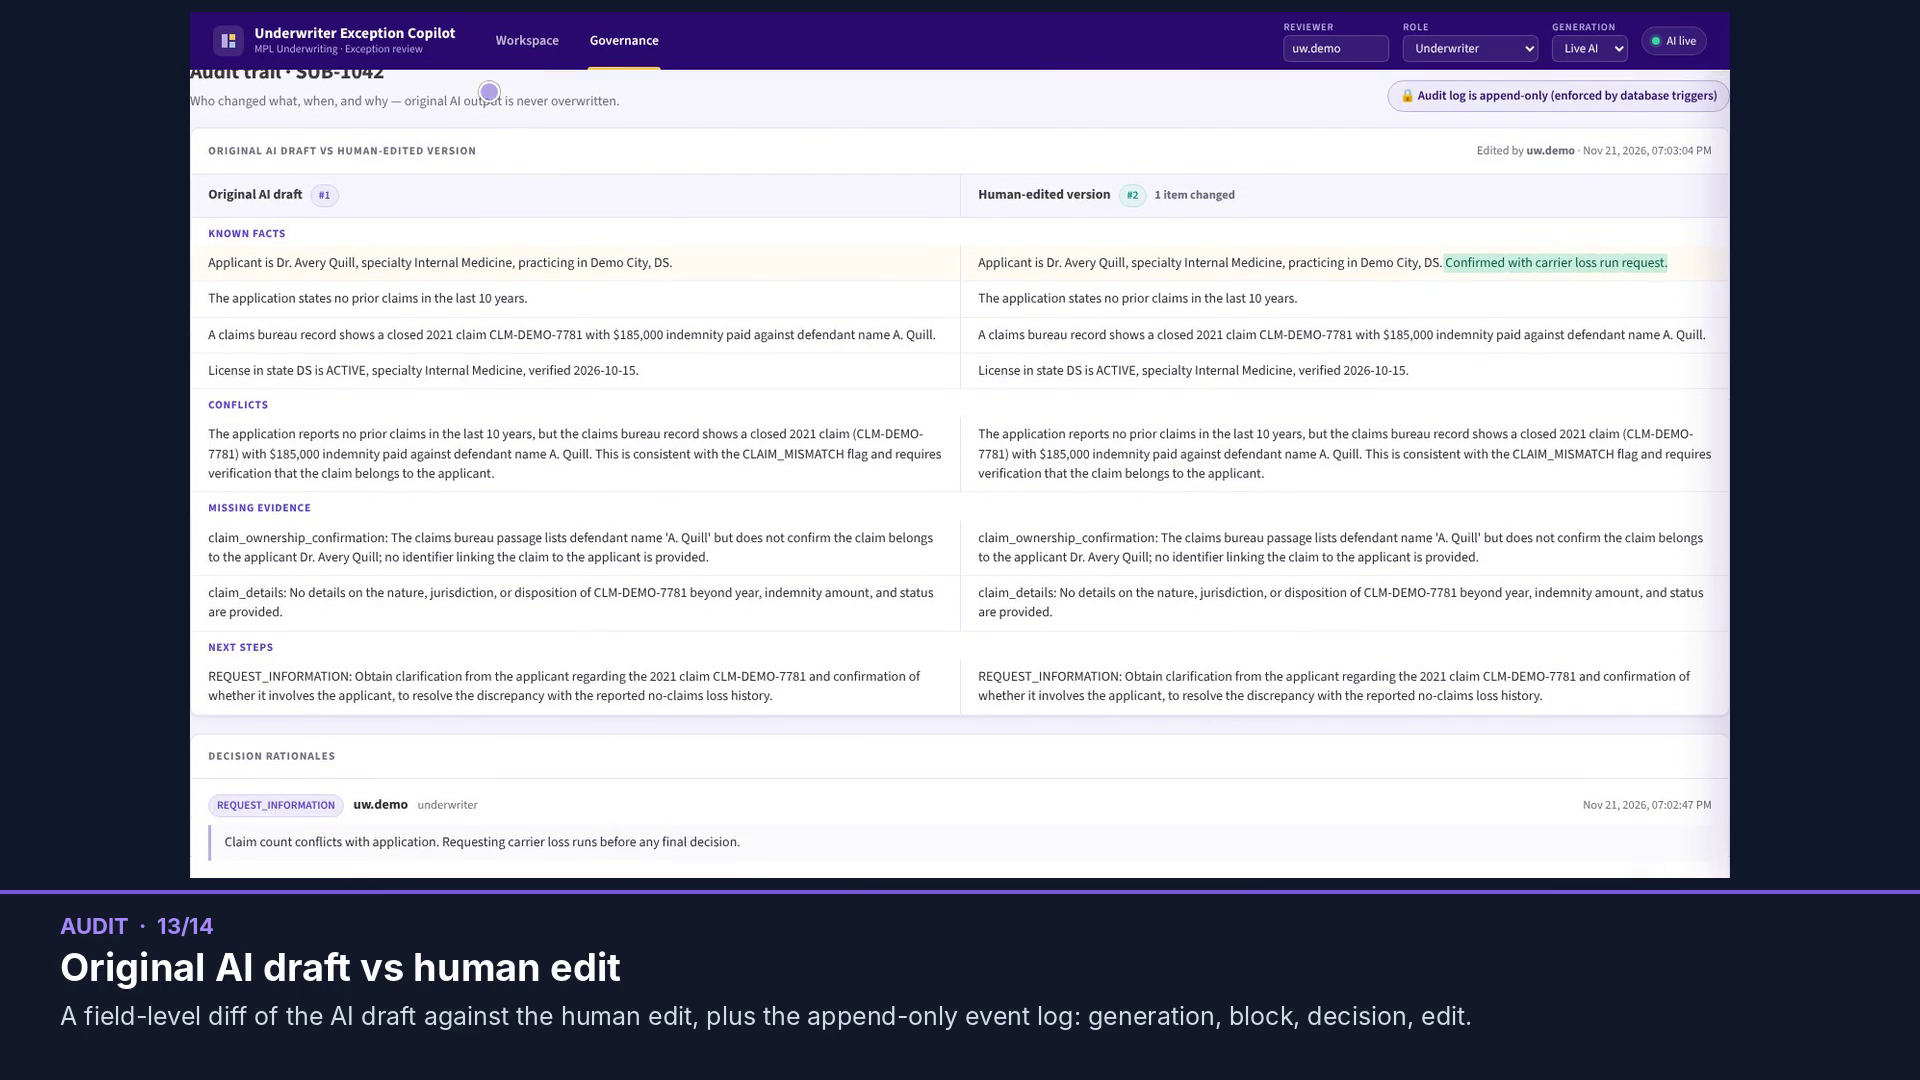 Underwriter Exception Copilot
MPL Underwriting · Exception review
Workspace
Governance
REVIEWER
uw.demo
ROLE
Underwriter
GENERATION
Live AI
AI live
Audit trail · SUB-1042
Who changed what, when, and why — original AI output is never overwritten.
🔒 Audit log is append-only (enforced by database triggers)
ORIGINAL AI DRAFT VS HUMAN-EDITED VERSION
Edited by uw.demo · Nov 21, 2026, 07:03:04 PM
Original AI draft #1
Human-edited version #2 1 item changed
KNOWN FACTS
Applicant is Dr. Avery Quill, specialty Internal Medicine, practicing in Demo City, DS.
Applicant is Dr. Avery Quill, specialty Internal Medicine, practicing in Demo City, DS. Confirmed with carrier loss run request.
The application states no prior claims in the last 10 years.
The application states no prior claims in the last 10 years.
A claims bureau record shows a closed 2021 claim CLM-DEMO-7781 with $185,000 indemnity paid against defendant name A. Quill.
A claims bureau record shows a closed 2021 claim CLM-DEMO-7781 with $185,000 indemnity paid against defendant name A. Quill.
License in state DS is ACTIVE, specialty Internal Medicine, verified 2026-10-15.
License in state DS is ACTIVE, specialty Internal Medicine, verified 2026-10-15.
CONFLICTS
The application reports no prior claims in the last 10 years, but the claims bureau record shows a closed 2021 claim (CLM-DEMO-
7781) with $185,000 indemnity paid against defendant name A. Quill. This is consistent with the CLAIM_MISMATCH flag and requires
verification that the claim belongs to the applicant.
The application reports no prior claims in the last 10 years, but the claims bureau record shows a closed 2021 claim (CLM-DEMO-
7781) with $185,000 indemnity paid against defendant name A. Quill. This is consistent with the CLAIM_MISMATCH flag and requires
verification that the claim belongs to the applicant.
MISSING EVIDENCE
claim_ownership_confirmation: The claims bureau passage lists defendant name 'A. Quill' but does not confirm the claim belongs
to the applicant Dr. Avery Quill; no identifier linking the claim to the applicant is provided.
claim_ownership_confirmation: The claims bureau passage lists defendant name 'A. Quill' but does not confirm the claim belongs
to the applicant Dr. Avery Quill; no identifier linking the claim to the applicant is provided.
claim_details: No details on the nature, jurisdiction, or disposition of CLM-DEMO-7781 beyond year, indemnity amount, and status
are provided.
claim_details: No details on the nature, jurisdiction, or disposition of CLM-DEMO-7781 beyond year, indemnity amount, and status
are provided.
NEXT STEPS
REQUEST_INFORMATION: Obtain clarification from the applicant regarding the 2021 claim CLM-DEMO-7781 and confirmation of
whether it involves the applicant, to resolve the discrepancy with the reported no-claims loss history.
REQUEST_INFORMATION: Obtain clarification from the applicant regarding the 2021 claim CLM-DEMO-7781 and confirmation of
whether it involves the applicant, to resolve the discrepancy with the reported no-claims loss history.
DECISION RATIONALES
REQUEST_INFORMATION uw.demo underwriter
Nov 21, 2026, 07:02:47 PM
Claim count conflicts with application. Requesting carrier loss runs before any final decision.
AUDIT · 13/14
Original AI draft vs human edit
A field-level diff of the AI draft against the human edit, plus the append-only event log: generation, block, decision, edit.